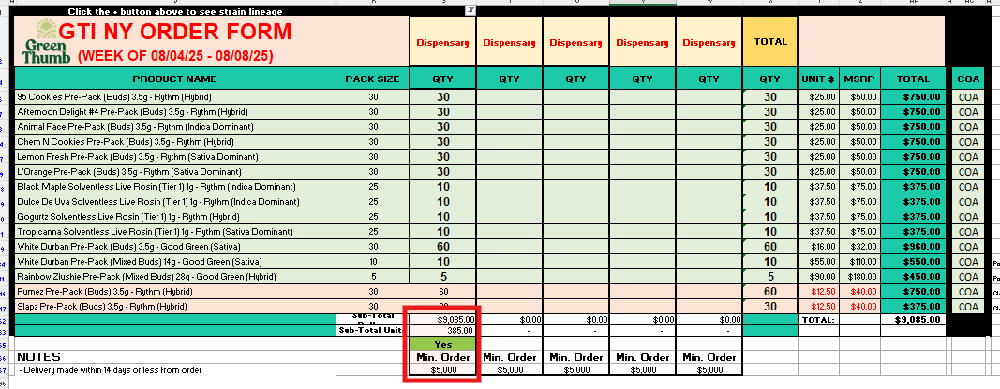 Click the + button above to see strain lineage
Green Thumb
GTI NY ORDER FORM
(WEEK OF 08/04/25 - 08/08/25)
Dispensary Dispensary Dispensary Dispensary Dispensary TOTAL
PRODUCT NAME PACK SIZE QTY QTY QTY QTY QTY QTY UNIT $ MSRP TOTAL COA
95 Cookies Pre-Pack (Buds) 3.5g - Rythm (Hybrid) 30 30 30 $25.00 $50.00 $750.00 COA
Afternoon Delight #4 Pre-Pack (Buds) 3.5g - Rythm (Hybrid) 30 30 30 $25.00 $50.00 $750.00 COA
Animal Face Pre-Pack (Buds) 3.5g - Rythm (Indica Dominant) 30 30 30 $25.00 $50.00 $750.00 COA
Chem N Cookies Pre-Pack (Buds) 3.5g - Rythm (Hybrid) 30 30 30 $25.00 $50.00 $750.00 COA
Lemon Fresh Pre-Pack (Buds) 3.5g - Rythm (Sativa Dominant) 30 30 30 $25.00 $50.00 $750.00 COA
L'Orange Pre-Pack (Buds) 3.5g - Rythm (Sativa Dominant) 30 30 30 $25.00 $50.00 $750.00 COA
Black Maple Solventless Live Rosin (Tier 1) 1g - Rythm (Indica Dominant) 25 10 10 $37.50 $75.00 $375.00 COA
Dulce De Uva Solventless Live Rosin (Tier 1) 1g - Rythm (Indica Dominant) 25 10 10 $37.50 $75.00 $375.00 COA
Gogurtz Solventless Live Rosin (Tier 1) 1g - Rythm (Hybrid) 25 10 10 $37.50 $75.00 $375.00 COA
Tropicanna Solventless Live Rosin (Tier 1) 1g - Rythm (Sativa Dominant) 25 10 10 $37.50 $75.00 $375.00 COA
White Durban Pre-Pack (Buds) 3.5g - Good Green (Sativa) 30 60 60 $16.00 $32.00 $960.00 COA
White Durban Pre-Pack (Mixed Buds) 14g - Good Green (Sativa) 10 10 10 $55.00 $110.00 $550.00 COA
Rainbow Zlushie Pre-Pack (Mixed Buds) 28g - Good Green (Hybrid) 5 5 5 $90.00 $180.00 $450.00 COA
Fumez Pre-Pack (Buds) 3.5g - Rythm (Hybrid) 30 60 60 $12.50 $40.00 $750.00 COA
Slapz Pre-Pack (Buds) 3.5g - Rythm (Hybrid) 30 30 $12.50 $40.00 $375.00 COA
Sub-Total $9,085.00 $0.00 $0.00 $0.00 $0.00 TOTAL: $9,085.00
Sub-Total Unit 385.00 - - - -
Yes
NOTES Min. Order Min. Order Min. Order Min. Order Min. Order
- Delivery made within 14 days or less from order $5,000 $5,000 $5,000 $5,000 $5,000